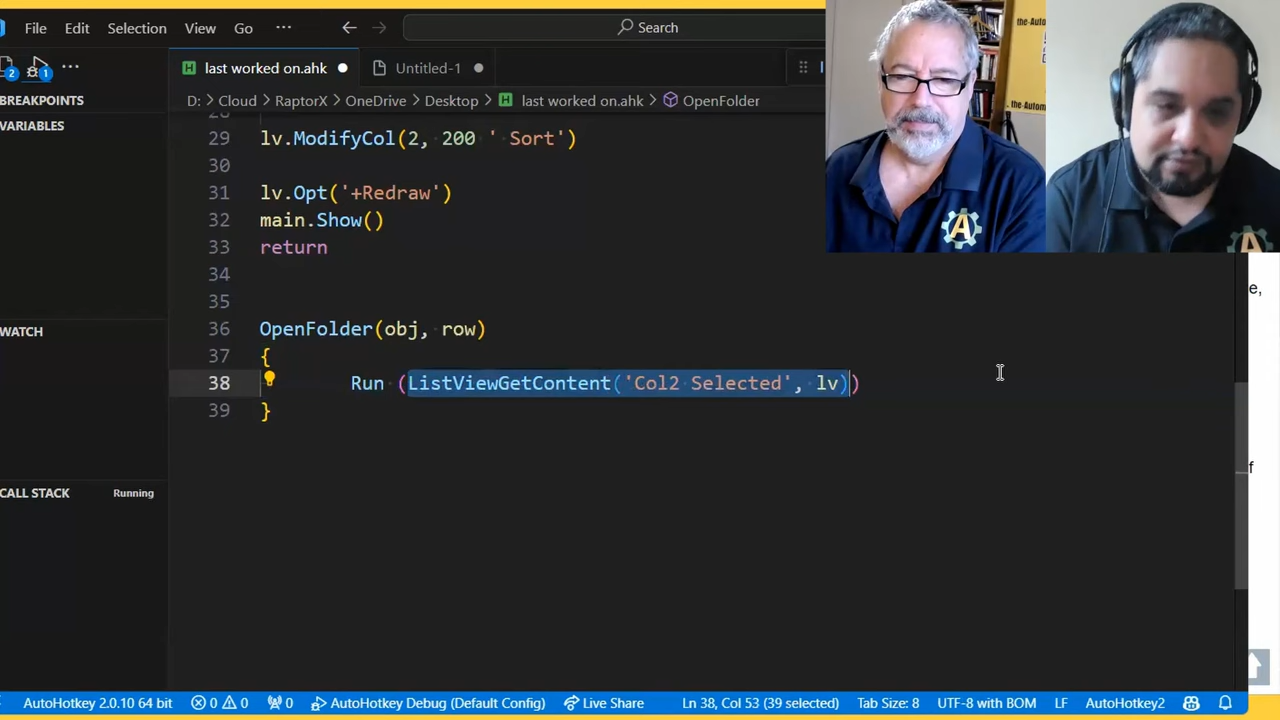 File Edit Selection View Go ··· Search
2 1 ··· last worked on.ahk Untitled-1
D: > Cloud > RaptorX > OneDrive > Desktop > last worked on.ahk > OpenFolder
BREAKPOINTS
VARIABLES
WATCH
CALL STACK Running
29 lv.ModifyCol(2, 200 ' Sort')
30
31 lv.Opt('+Redraw')
32 main.Show()
33 return
34
35
36 OpenFolder(obj, row)
37 {
38 Run (ListViewGetContent('Col2 Selected', lv))
39 }
the-Autom
e,
f
AutoHotkey 2.0.10 64 bit 0 0 0 AutoHotkey Debug (Default Config) Live Share Ln 38, Col 53 (39 selected) Tab Size: 8 UTF-8 with BOM LF AutoHotkey2